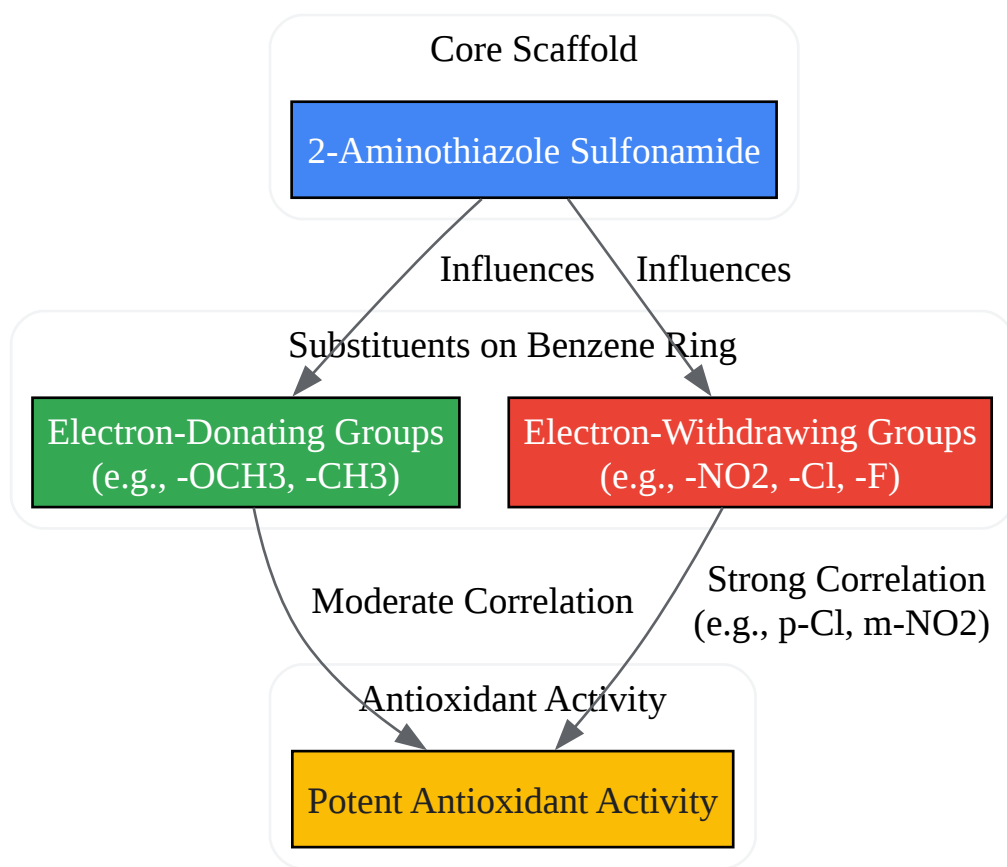 Core Scaffold
2-Aminothiazole Sulfonamide
Influences
Influences
Substituents on Benzene Ring
Electron-Donating Groups
(e.g., -OCH3, -CH3)
Electron-Withdrawing Groups
(e.g., -NO2, -Cl, -F)
Moderate Correlation
Strong Correlation
(e.g., p-Cl, m-NO2)
Antioxidant Activity
Potent Antioxidant Activity